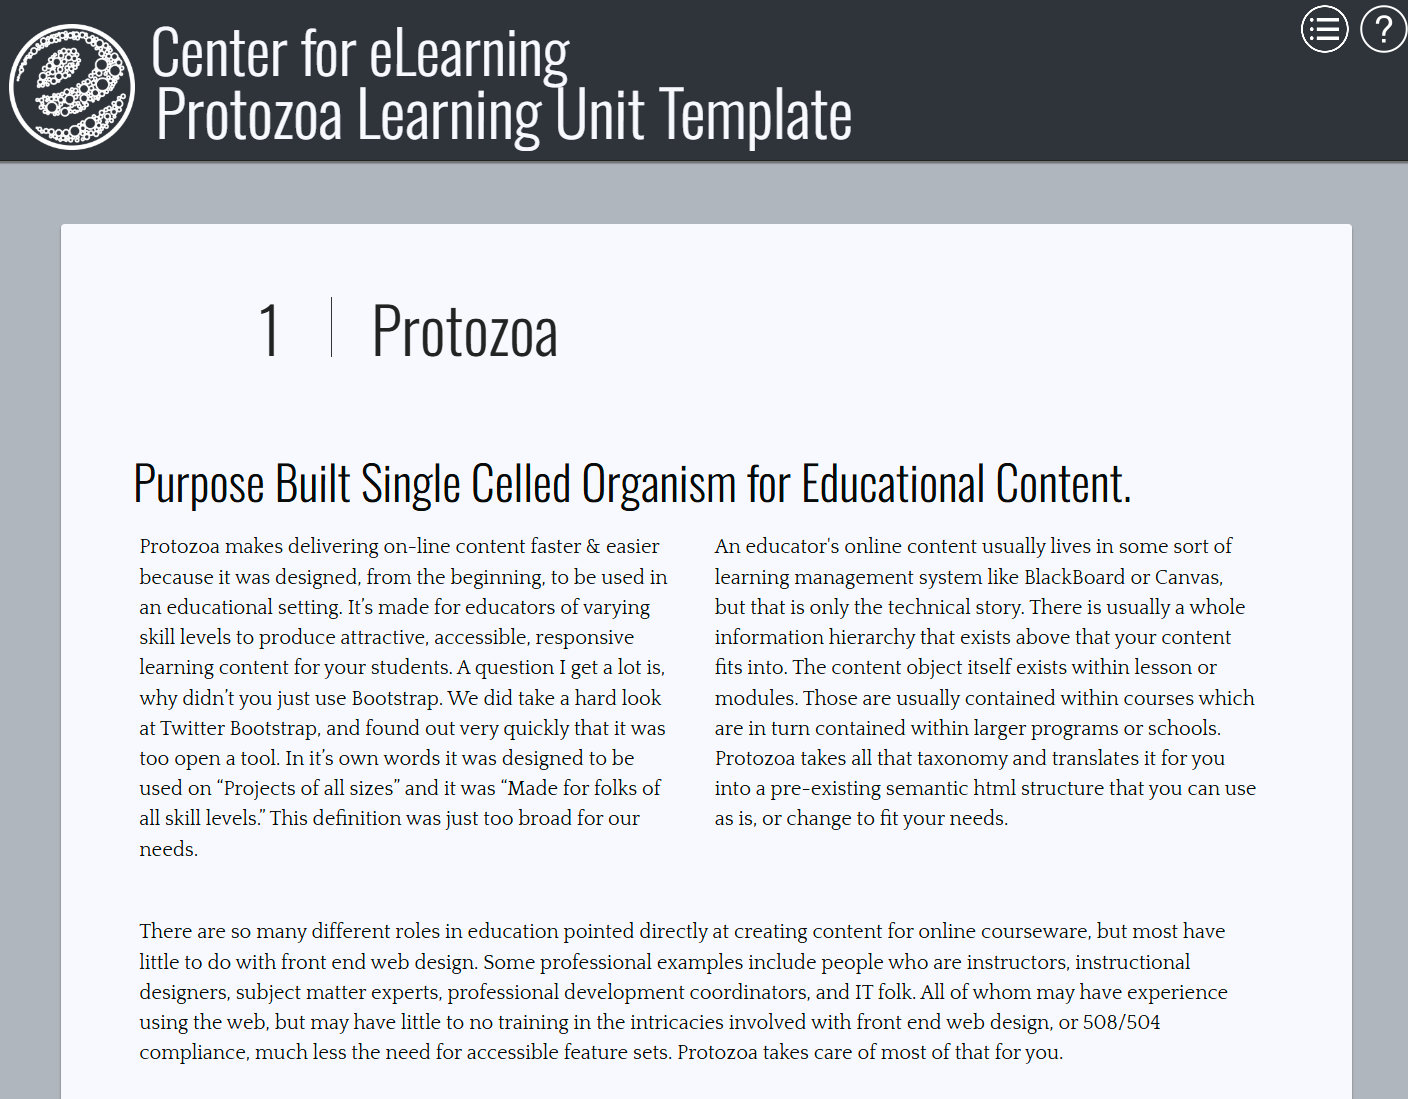 Center for eLearning
Protozoa Learning Unit Template
?
1 Protozoa
Purpose Built Single Celled Organism for Educational Content.
Protozoa makes delivering on-line content faster & easier
because it was designed, from the beginning, to be used in
an educational setting. It’s made for educators of varying
skill levels to produce attractive, accessible, responsive
learning content for your students. A question I get a lot is,
why didn’t you just use Bootstrap. We did take a hard look
at Twitter Bootstrap, and found out very quickly that it was
too open a tool. In it’s own words it was designed to be
used on “Projects of all sizes” and it was “Made for folks of
all skill levels.” This definition was just too broad for our
needs.
An educator's online content usually lives in some sort of
learning management system like BlackBoard or Canvas,
but that is only the technical story. There is usually a whole
information hierarchy that exists above that your content
fits into. The content object itself exists within lesson or
modules. Those are usually contained within courses which
are in turn contained within larger programs or schools.
Protozoa takes all that taxonomy and translates it for you
into a pre-existing semantic html structure that you can use
as is, or change to fit your needs.
There are so many different roles in education pointed directly at creating content for online courseware, but most have
little to do with front end web design. Some professional examples include people who are instructors, instructional
designers, subject matter experts, professional development coordinators, and IT folk. All of whom may have experience
using the web, but may have little to no training in the intricacies involved with front end web design, or 508/504
compliance, much less the need for accessible feature sets. Protozoa takes care of most of that for you.